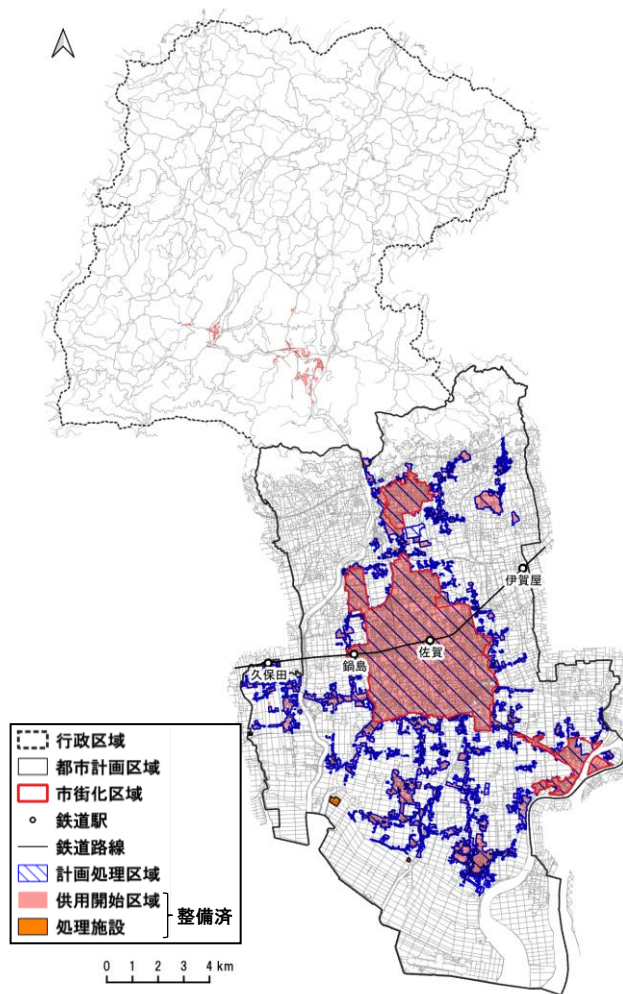 伊賀屋
佐賀
鍋島
久保田
行政区域
都市計画区域
市街化区域
鉄道駅
鉄道路線
計画処理区域
供用開始区域
処理施設
整備済
0 1 2 3 4 km